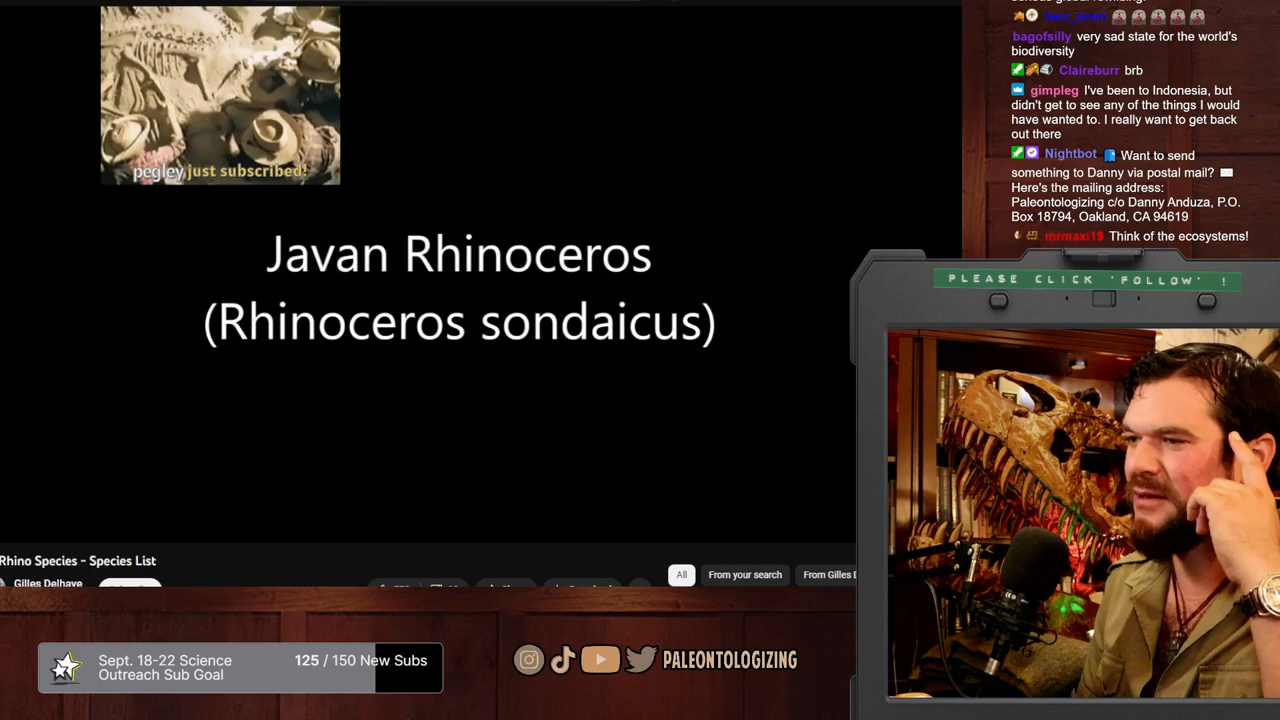 pegley just subscribed!
Javan Rhinoceros
(Rhinoceros sondaicus)
Rhino Species - Species List
Gilles Delhaye
All
From your search
From Gilles D
bagofsilly very sad state for the world's
biodiversity
Claireburr brb
gimpleg I've been to Indonesia, but
didn't get to see any of the things I would
have wanted to. I really want to get back
out there
Nightbot Want to send
something to Danny via postal mail?
Here's the mailing address:
Paleontologizing c/o Danny Anduza, P.O.
Box 18794, Oakland, CA 94619
mrmaxi19 Think of the ecosystems!
PLEASE CLICK 'FOLLOW' !
Sept. 18-22 Science
Outreach Sub Goal
125 / 150 New Subs
PALEONTOLOGIZING